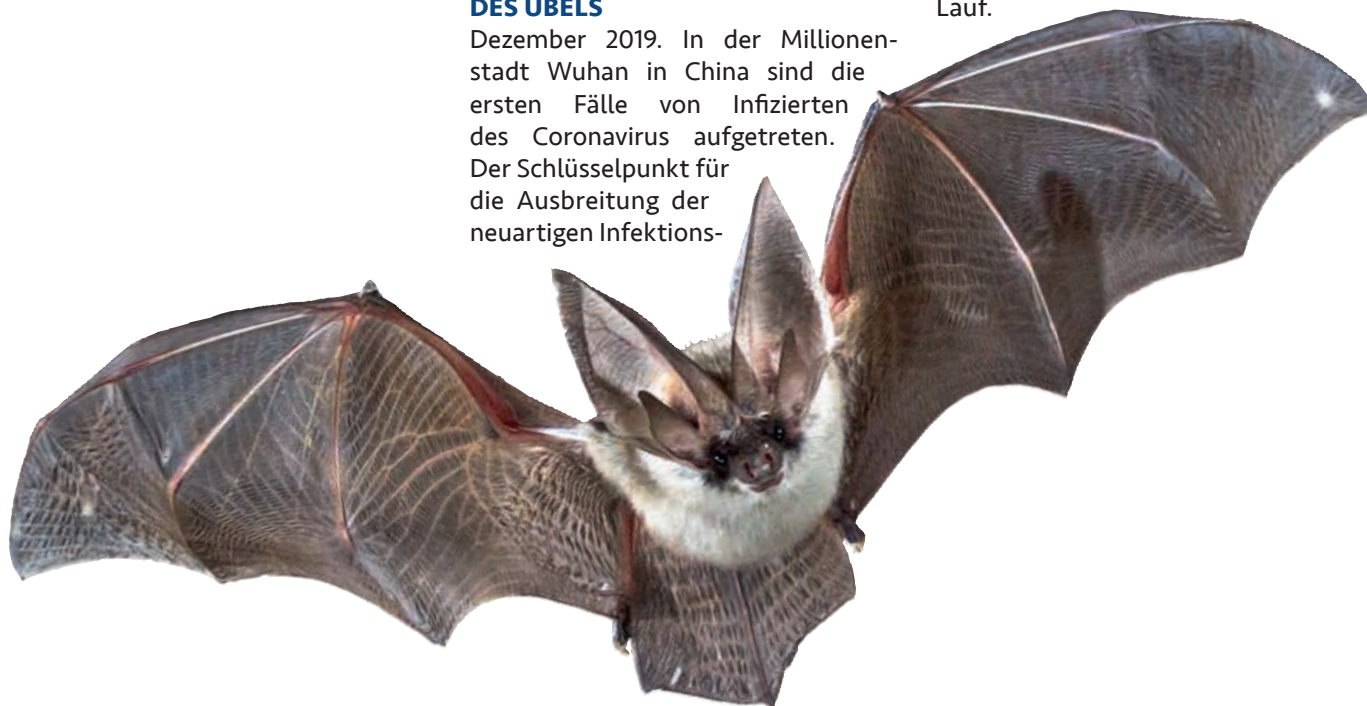 DES ÜBELS
Dezember 2019. In der Millionen-
stadt Wuhan in China sind die
ersten Fälle von Infizierten
des Coronavirus aufgetreten.
Der Schlüsselpunkt für
die Ausbreitung der
neuartigen Infektions-
Lauf.